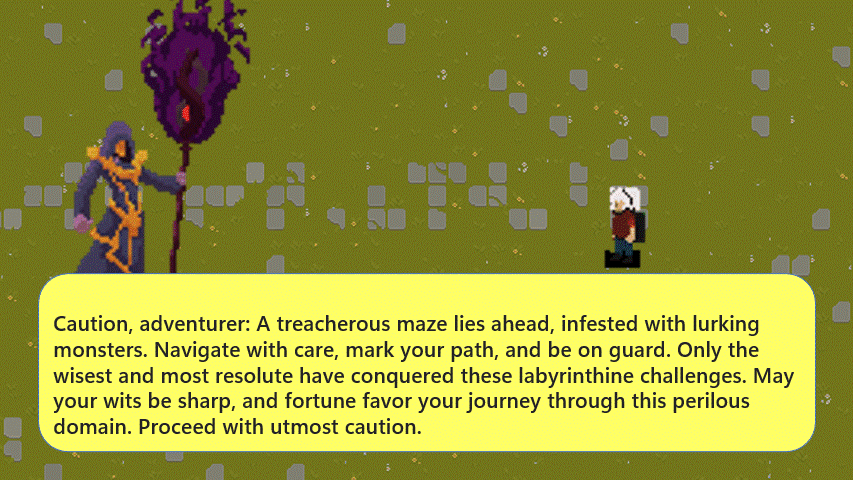 Caution, adventurer: A treacherous maze lies ahead, infested with lurking
monsters. Navigate with care, mark your path, and be on guard. Only the
wisest and most resolute have conquered these labyrinthine challenges. May
your wits be sharp, and fortune favor your journey through this perilous
domain. Proceed with utmost caution.